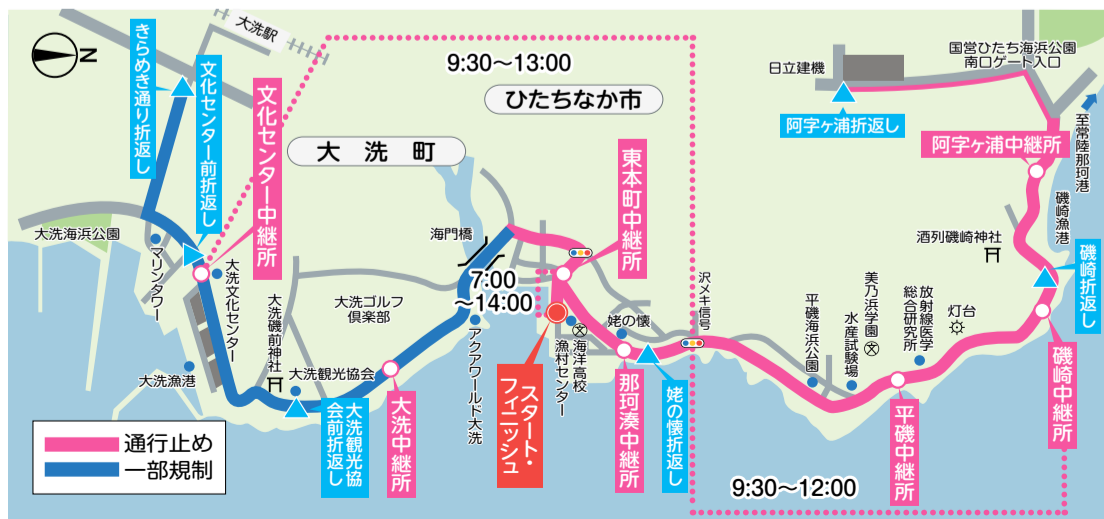 N
大洗駅
きらめき通り折返し
文化センター前折返し
文化センター中継所
9:30～13:00
ひたちなか市
大洗町
東本町中継所
日立建機
国営ひたち海浜公園
南口ゲート入口
阿字ヶ浦折返し
阿字ヶ浦中継所
至常陸那珂港
磯崎漁港
酒列磯崎神社
磯崎折返し
磯崎中継所
大洗海浜公園
マリンタワー
大洗文化センター
大洗漁港
大洗磯前神社
大洗観光協会
大洗観光協
会前折返し
大洗ゴルフ
倶楽部
大洗中継所
海門橋
7:00
～14:00
アクアワールド大洗
スタート・
フィニッシュ
海洋高校
漁村センター
姥の懐
那珂湊中継所
姥の懐折返し
沢メキ信号
平磯海浜公園
美乃浜学園
水産試験場
放射線医学
総合研究所
灯台
平磯中継所
9:30～12:00
通行止め
一部規制